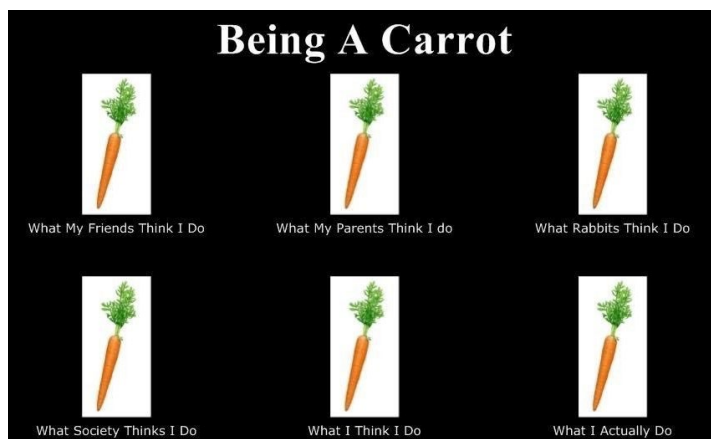 Being A Carrot
What My Friends Think I Do
What My Parents Think I do
What Rabbits Think I Do
What Society Thinks I Do
What I Think I Do
What I Actually Do